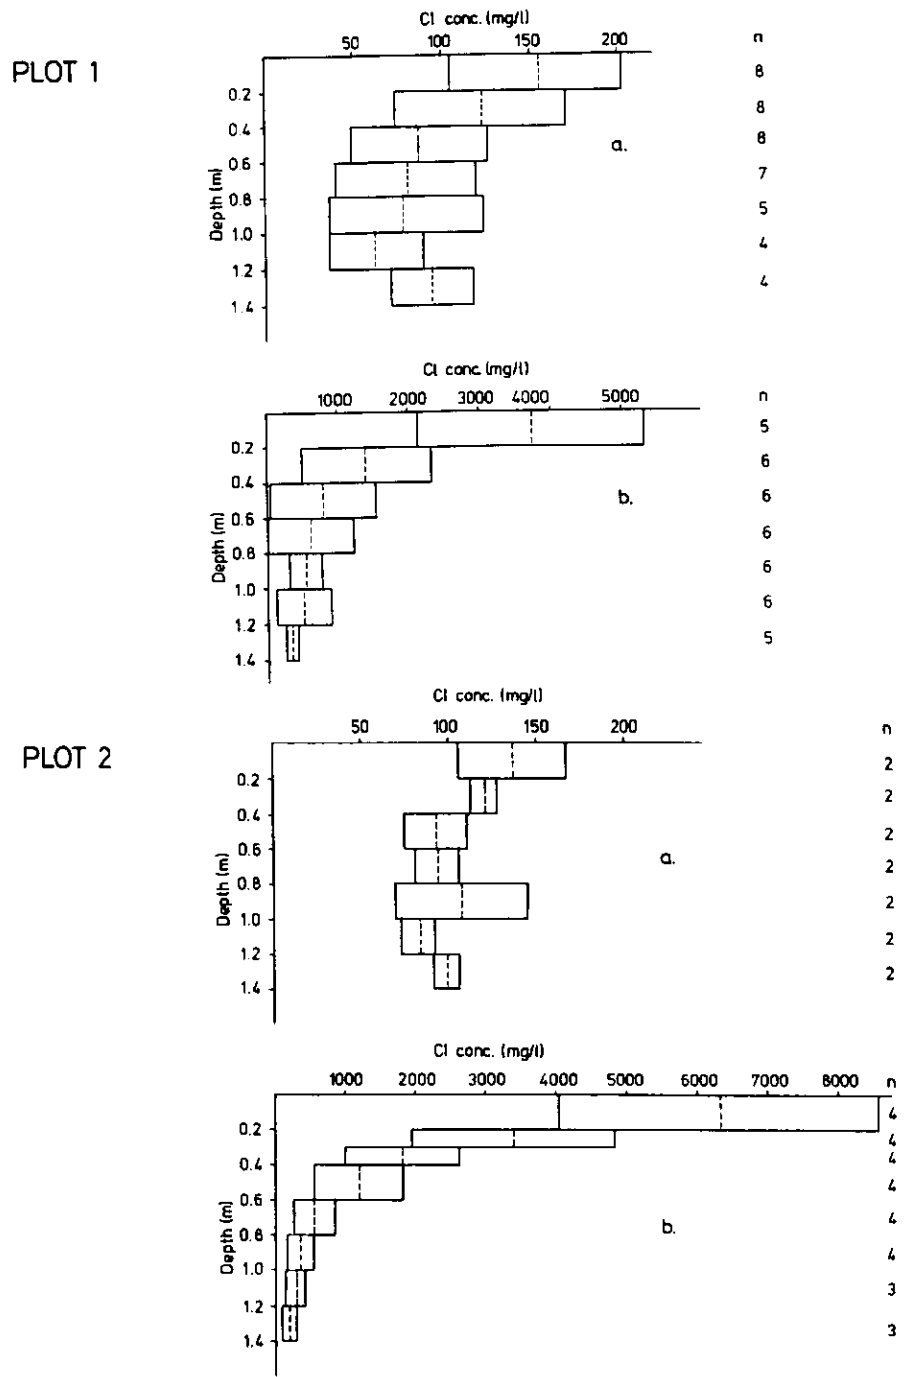 Cl conc. (mg/l)
50 100 150 200 n
PLOT 1
8
0.2 8
0.4 8
a.
0.6 7
0.8 5
1.0 4
1.2 4
1.4
Depth (m)
Cl conc. (mg/l)
1000 2000 3000 4000 5000 n
5
0.2 6
0.4 6
b.
0.6 6
0.8 6
1.0 6
1.2 5
1.4
Depth (m)
Cl conc. (mg/l)
50 100 150 200 n
PLOT 2
2
0.2 2
0.4 2
a.
0.6 2
0.8 2
1.0 2
1.2 2
1.4
Depth (m)
Cl conc. (mg/l)
1000 2000 3000 4000 5000 6000 7000 8000 n
4
0.2 4
4
0.4 4
0.6 4
b.
0.8 4
1.0 3
1.2 3
1.4
Depth (m)